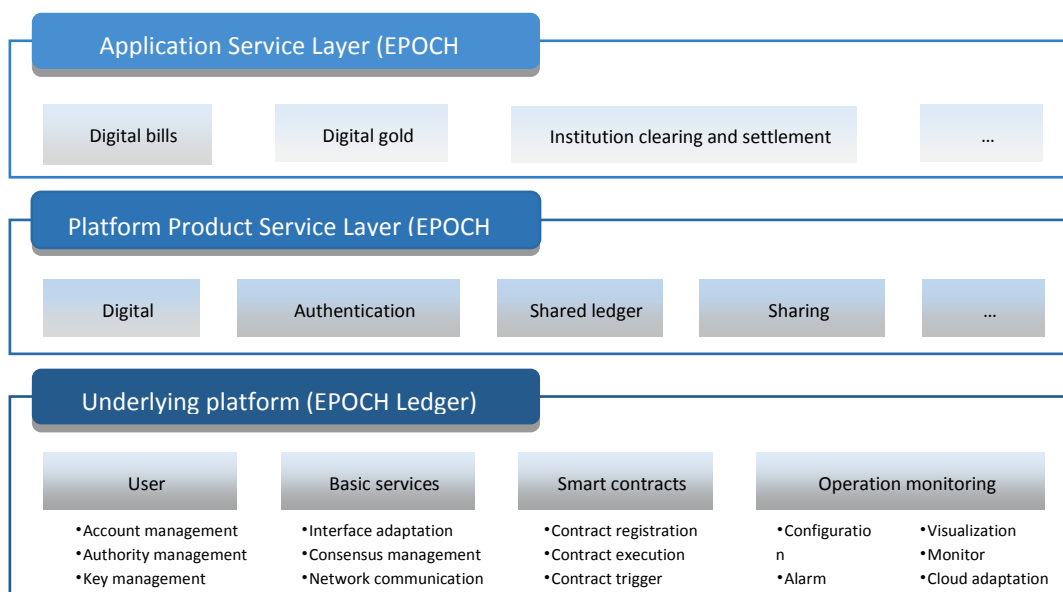 Application Service Layer (EPOCH
Digital bills
Digital gold
Institution clearing and settlement
...
Platform Product Service Layer (EPOCH
Digital
Authentication
Shared ledger
Sharing
...
Underlying platform (EPOCH Ledger)
User
Basic services
Smart contracts
Operation monitoring
•Account management
•Authority management
•Key management
•Interface adaptation
•Consensus management
•Network communication
•Contract registration
•Contract execution
•Contract trigger
•Configuratio
n
•Alarm
•Visualization
•Monitor
•Cloud adaptation